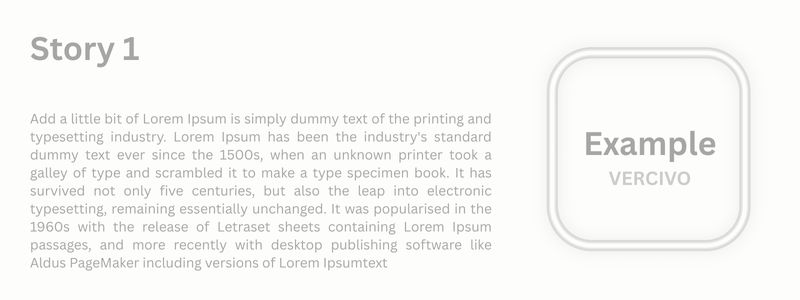 Story 1
Add a little bit of Lorem Ipsum is simply dummy text of the printing and
typesetting industry. Lorem Ipsum has been the industry's standard
dummy text ever since the 1500s, when an unknown printer took a
galley of type and scrambled it to make a type specimen book. It has
survived not only five centuries, but also the leap into electronic
typesetting, remaining essentially unchanged. It was popularised in the
1960s with the release of Letraset sheets containing Lorem Ipsum
passages, and more recently with desktop publishing software like
Aldus PageMaker including versions of Lorem Ipsumtext
Example
VERCIVO